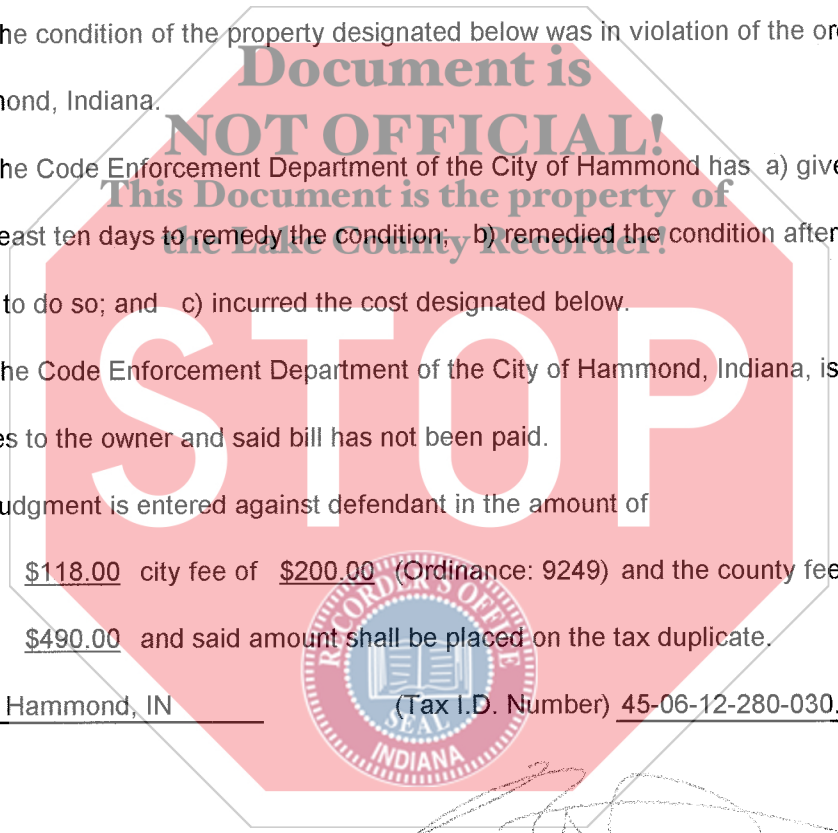 he condition of the property designated below was in violation of the or
Document is
ond, Indiana.
NOT OFFICIAL!
he Code Enforcement Department of the City of Hammond has a) give
This Document is the property of
east ten days to remedy the condition; b) remedied the condition after
the Lake County Recorder!
to do so; and c) incurred the cost designated below.
STOP
he Code Enforcement Department of the City of Hammond, Indiana, is
es to the owner and said bill has not been paid.
udgment is entered against defendant in the amount of
$118.00 city fee of $200.00 (Ordinance: 9249) and the county fee
$490.00 and said amount shall be placed on the tax duplicate.
RECORDER'S OFFICE
SEAL
INDIANA
Hammond, IN (Tax I.D. Number) 45-06-12-280-030.